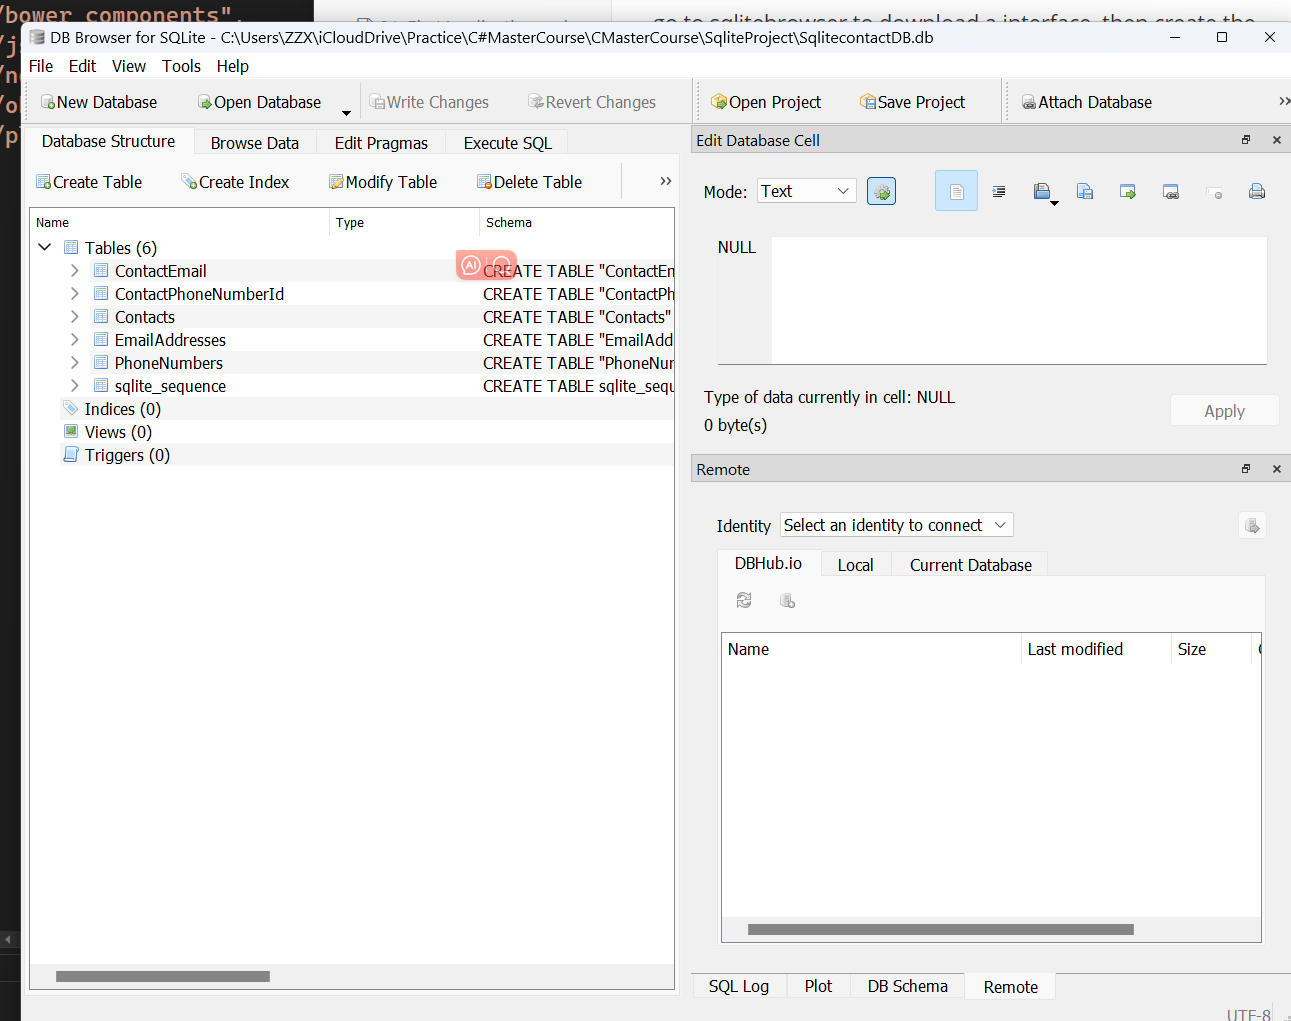 /bower_components",
go to sqlitebrowser to download a interface, then create the
DB Browser for SQLite - C:\Users\ZZX\iCloudDrive\Practice\C#MasterCourse\CMasterCourse\SqliteProject\SqlitecontactDB.db
File Edit View Tools Help
New Database Open Database Write Changes Revert Changes Open Project Save Project Attach Database
Database Structure Browse Data Edit Pragmas Execute SQL
Edit Database Cell
Create Table Create Index Modify Table Delete Table
Mode: Text
Name Type Schema
NULL
Tables (6)
AI
ContactEmail CREATE TABLE "ContactEm
ContactPhoneNumberId CREATE TABLE "ContactPh
Contacts CREATE TABLE "Contacts"
EmailAddresses CREATE TABLE "EmailAdd
PhoneNumbers CREATE TABLE "PhoneNur
sqlite_sequence CREATE TABLE sqlite_sequ
Indices (0)
Views (0)
Triggers (0)
Type of data currently in cell: NULL
0 byte(s)
Apply
Remote
Identity Select an identity to connect
DBHub.io Local Current Database
Name Last modified Size
SQL Log Plot DB Schema Remote
UTF-8